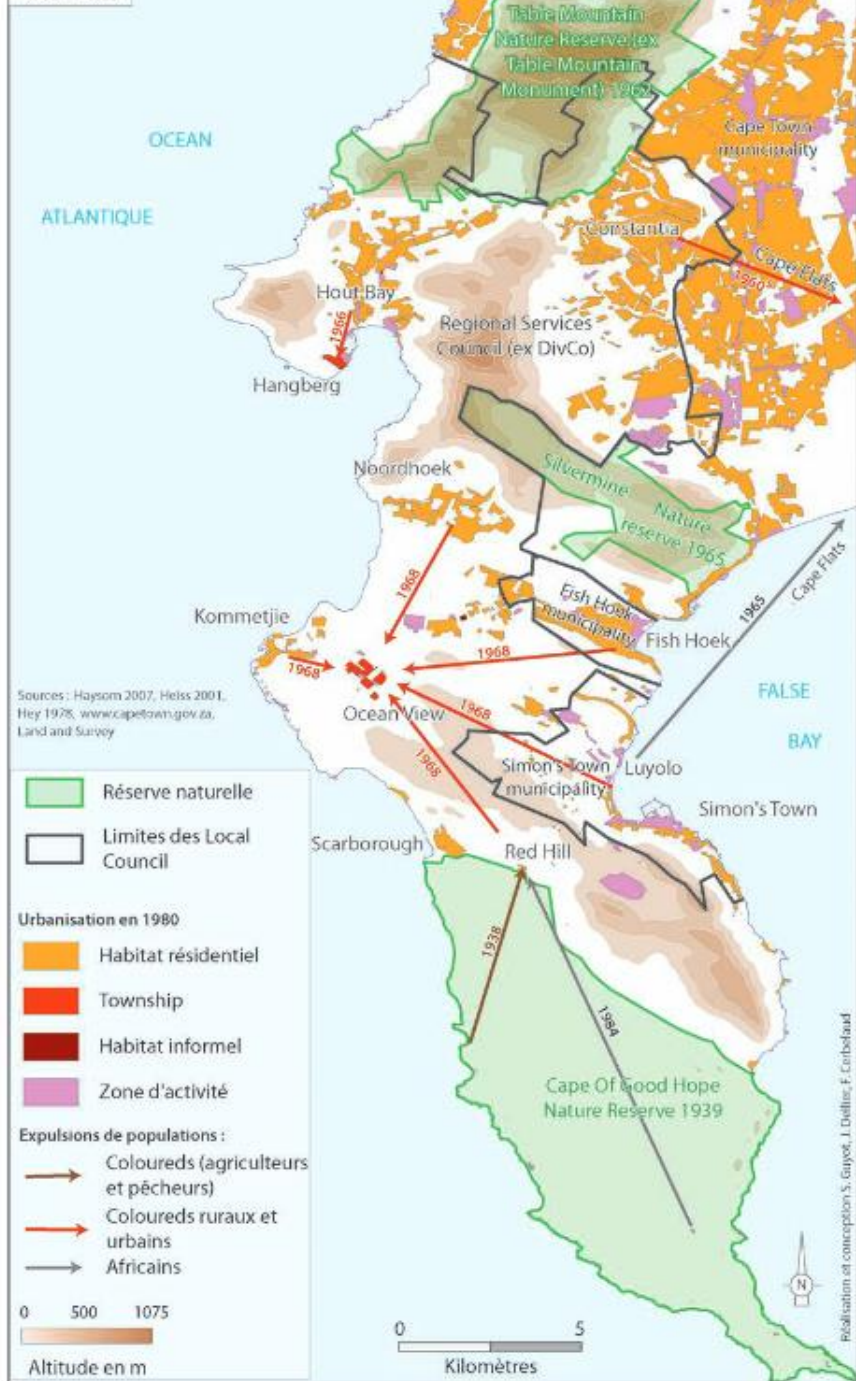 Table Mountain
Nature Reserve (ex
Table Mountain
Monument) 1962
OCEAN
ATLANTIQUE
Cape Town
municipality
Constantia
Cape Flats
1960
Hout Bay
1966
Regional Services
Council (ex DivCo)
Hangberg
Noordhoek
Silvermine Nature
reserve 1965
1968
1965
Cape Flats
Kommetjie
Fish Hoek
municipality
Fish Hoek
1968
1968
Sources : Haysom 2007, Heiss 2001,
Hey 1978, www.capetown.gov.za,
Land and Survey
Ocean View
1968
1968
FALSE
BAY
Simon's Town
municipality
Luyolo
Simon's Town
Scarborough
Red Hill
1938
1984
Cape Of Good Hope
Nature Reserve 1939
Réserve naturelle
Limites des Local
Council
Urbanisation en 1980
Habitat résidentiel
Township
Habitat informel
Zone d'activité
Expulsions de populations :
Coloureds (agriculteurs
et pêcheurs)
Coloureds ruraux et
urbains
Africains
0 500 1075
Altitude en m
0 5
Kilomètres
N
Réalisation et conception S. Guyot, J. Dellier, F. Cerbelaud